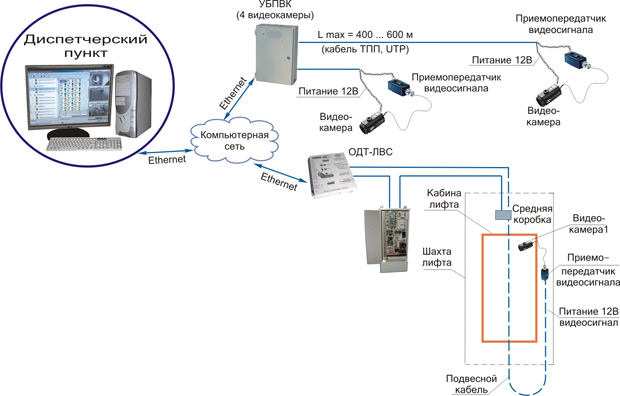 УБПВК
(4 видеокамеры)
Диспетчерский
пункт
L max = 400 ... 600 м
(кабель ТПП, UTP)
Приемопередатчик
видеосигнала
Питание 12В
Питание 12В
Приемопередатчик
видеосигнала
Видео-
камера
Видео-
камера
Ethernet
Компьютерная
сеть
Ethernet
Ethernet
ОДТ-ЛВС
Кабина
лифта
Средняя
коробка
Видео-
камера1
Шахта
лифта
Приемо-
передатчик
видеосигнала
Питание 12В
видеосигнал
Подвесной
кабель